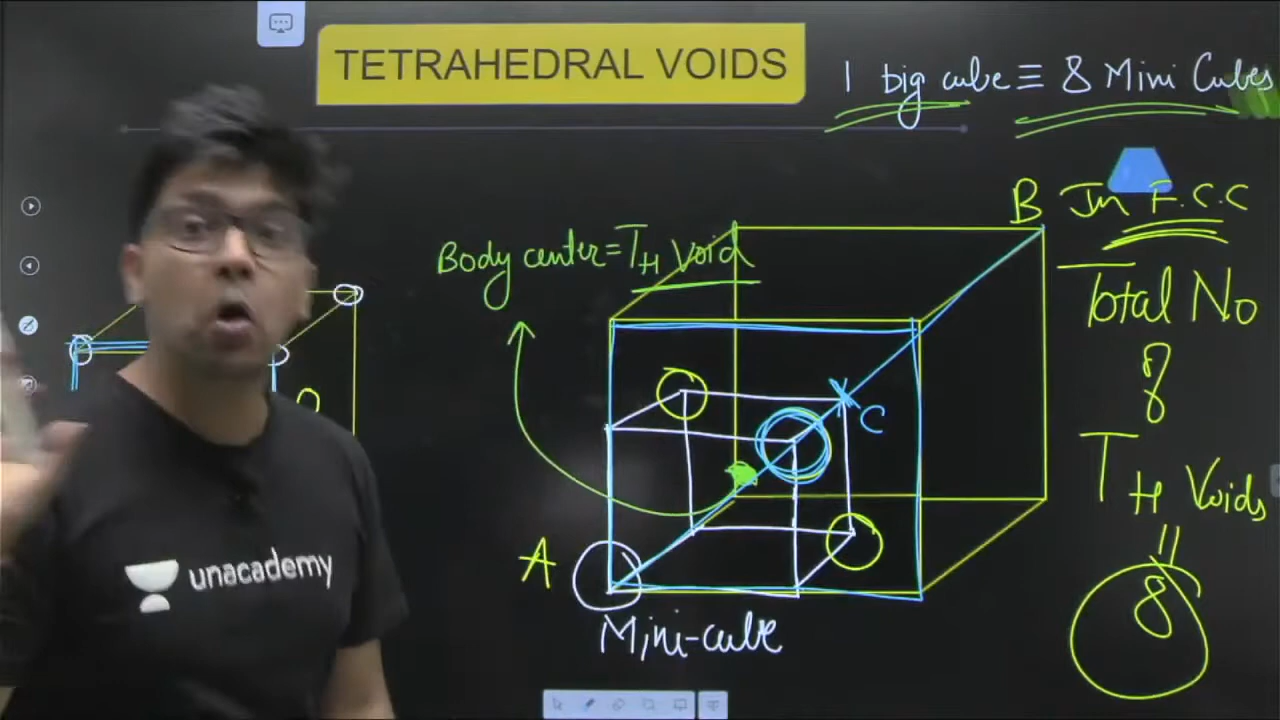 TETRAHEDRAL VOIDS
1 big cube ≡ 8 Mini Cubes
B In F.C.C
Body center = TH Void
Total No
8
TH Voids
=
8
C
A
Mini-cube
unacademy